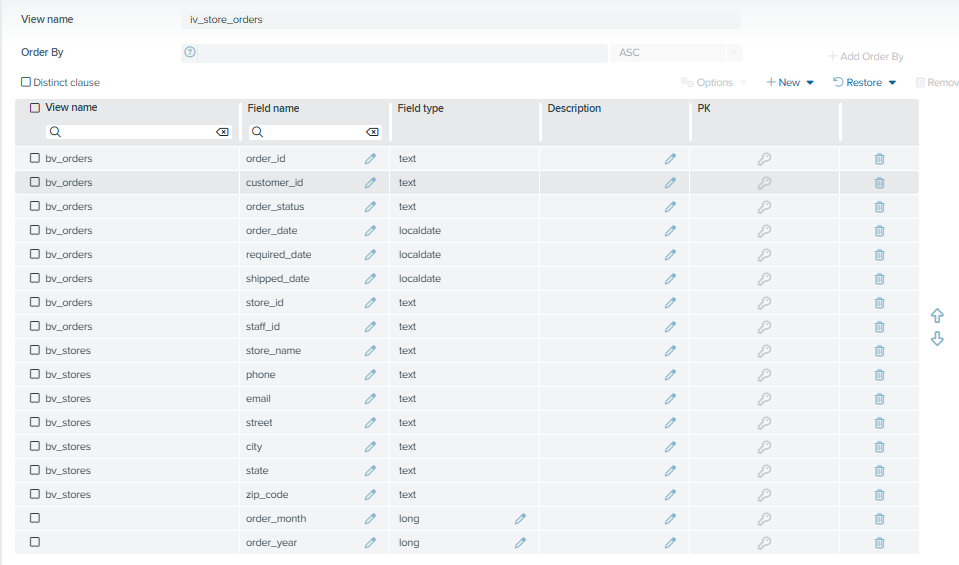 View name iv_store_orders
Order By ? ASC + Add Order By
Distinct clause Options + New Restore Remov
View name Field name Field type Description PK
bv_orders order_id text
bv_orders customer_id text
bv_orders order_status text
bv_orders order_date localdate
bv_orders required_date localdate
bv_orders shipped_date localdate
bv_orders store_id text
bv_orders staff_id text
bv_stores store_name text
bv_stores phone text
bv_stores email text
bv_stores street text
bv_stores city text
bv_stores state text
bv_stores zip_code text
order_month long
order_year long